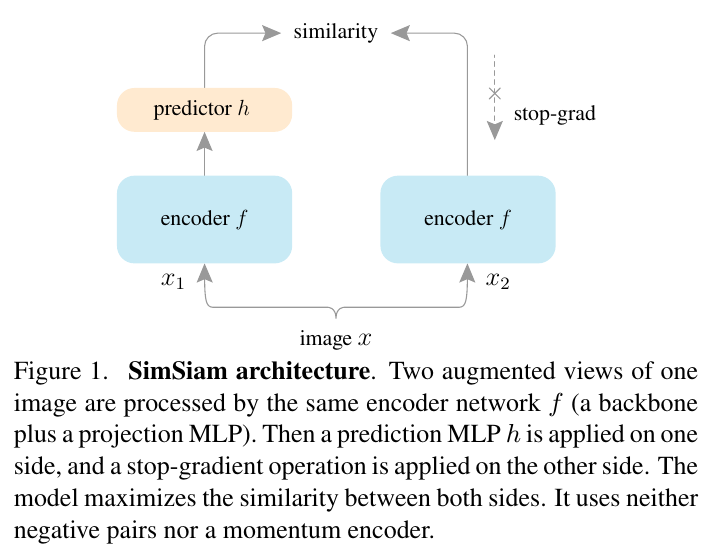 similarity
predictor h
stop-grad
encoder f
encoder f
x1
x2
image x
Figure 1. SimSiam architecture. Two augmented views of one
image are processed by the same encoder network f (a backbone
plus a projection MLP). Then a prediction MLP h is applied on one
side, and a stop-gradient operation is applied on the other side. The
model maximizes the similarity between both sides. It uses neither
negative pairs nor a momentum encoder.